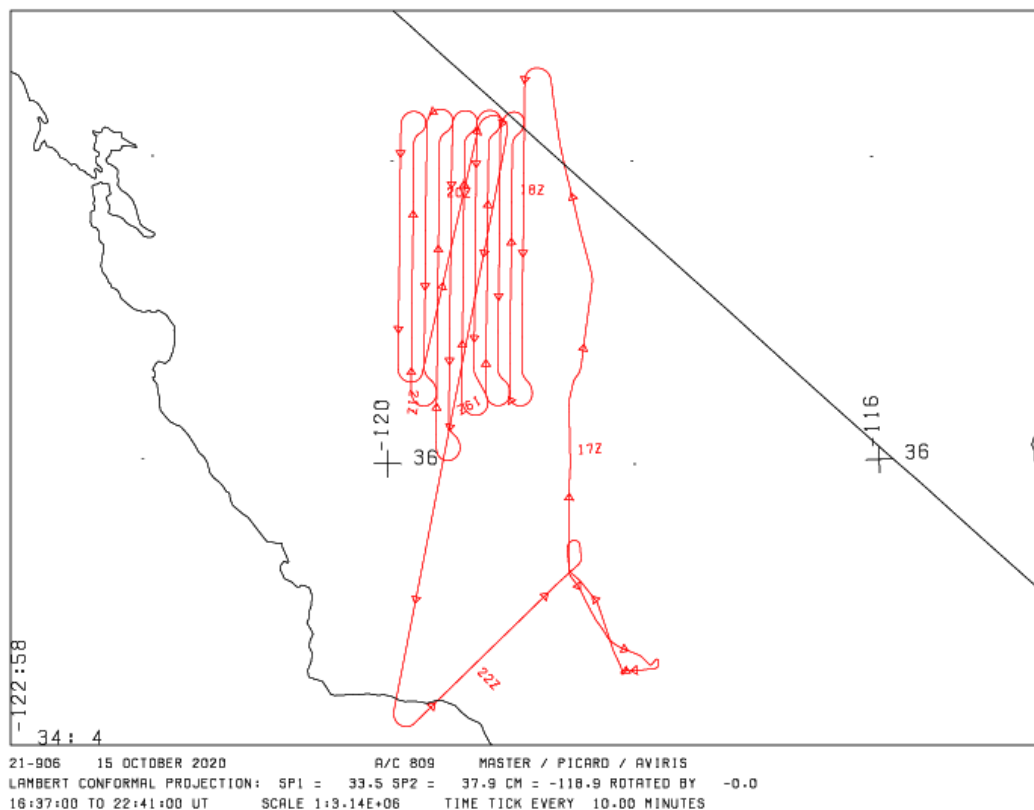 20Z
18Z
-120
21Z
19Z
-116
36
36
17Z
-122:58
22Z
34: 4
21-906 15 OCTOBER 2020 A/C 809 MASTER / PICARD / AVIRIS
LAMBERT CONFORMAL PROJECTION: SP1 = 33.5 SP2 = 37.9 CM = -118.9 ROTATED BY -0.0
16:37:00 TO 22:41:00 UT SCALE 1:3.14E+06 TIME TICK EVERY 10.00 MINUTES